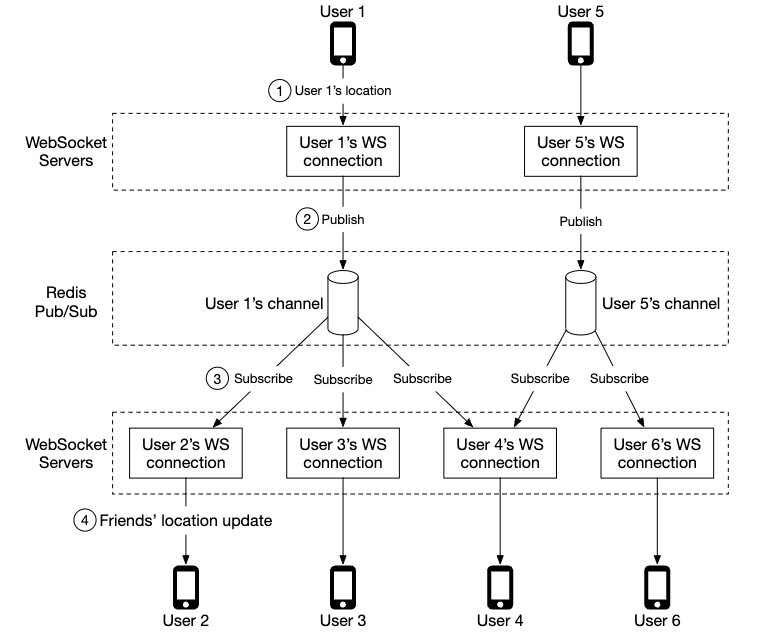 User 1
User 5
1
User 1's location
WebSocket
Servers
User 1's WS
connection
User 5's WS
connection
2
Publish
Publish
Redis
Pub/Sub
User 1's channel
User 5's channel
3
Subscribe
Subscribe
Subscribe
Subscribe
Subscribe
WebSocket
Servers
User 2's WS
connection
User 3's WS
connection
User 4's WS
connection
User 6's WS
connection
4
Friends' location update
User 2
User 3
User 4
User 6